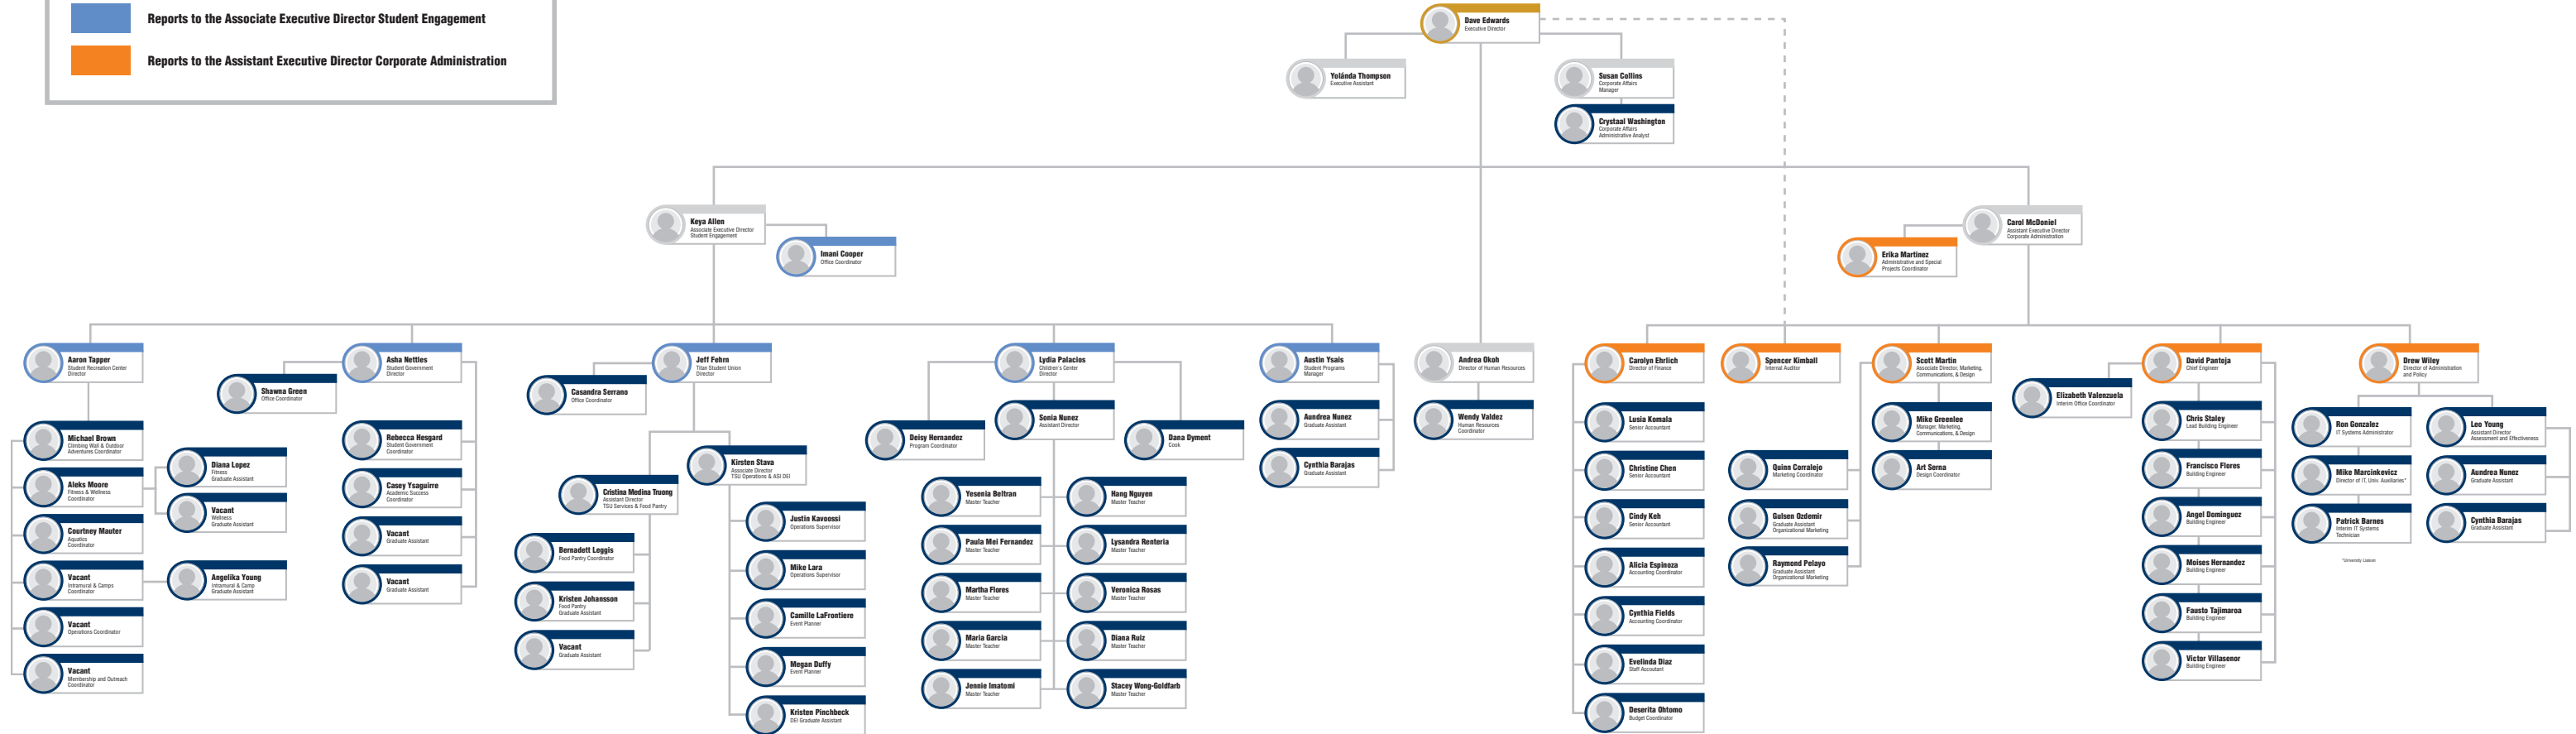 Reports to the Associate Executive Director Student Engagement
Reports to the Assistant Executive Director Corporate Administration
Dave Edwards
Executive Director
Yolánda Thompson
Executive Assistant
Susan Collins
Corporate Affairs
Manager
Crystaal Washington
Corporate Affairs
Administrative Analyst
Keya Allen
Associate Executive Director
Student Engagement
Imani Cooper
Office Coordinator
Carol McDoniel
Assistant Executive Director
Corporate Administration
Erika Martinez
Administrative and Special
Projects Coordinator
Aaron Tapper
Student Recreation Center
Director
Michael Brown
Climbing Wall & Outdoor
Adventures Coordinator
Aleks Moore
Fitness & Wellness
Coordinator
Diana Lopez
Fitness
Graduate Assistant
Vacant
Wellness
Graduate Assistant
Courtney Mauter
Aquatics
Coordinator
Vacant
Intramural & Camps
Coordinator
Angelika Young
Intramural & Camp
Graduate Assistant
Vacant
Operations Coordinator
Vacant
Membership and Outreach
Coordinator
Asha Nettles
Student Government
Director
Shawna Green
Office Coordinator
Rebecca Hesgard
Student Government
Coordinator
Casey Ysaguirre
Academic Success
Coordinator
Vacant
Graduate Assistant
Vacant
Graduate Assistant
Jeff Fehrn
Titan Student Union
Director
Casandra Serrano
Office Coordinator
Cristina Medina Truong
Assistant Director
TSU Services & Food Pantry
Bernadett Leggis
Food Pantry Coordinator
Kristen Johansson
Food Pantry
Graduate Assistant
Vacant
Graduate Assistant
Kirsten Stava
Associate Director
TSU Operations & ASI DEI
Justin Kavoossi
Operations Supervisor
Mike Lara
Operations Supervisor
Camille LaFrontiere
Event Planner
Megan Duffy
Event Planner
Kristen Pinchbeck
DEI Graduate Assistant
Lydia Palacios
Children's Center
Director
Deisy Hernandez
Program Coordinator
Sonia Nunez
Assistant Director
Dana Dyment
Cook
Yesenia Beltran
Master Teacher
Hang Nguyen
Master Teacher
Paula Mei Fernandez
Master Teacher
Lysandra Renteria
Master Teacher
Martha Flores
Master Teacher
Veronica Rosas
Master Teacher
Maria Garcia
Master Teacher
Diana Ruiz
Master Teacher
Jennie Imatomi
Master Teacher
Stacey Wong-Goldfarb
Master Teacher
Austin Ysais
Student Programs
Manager
Aundrea Nunez
Graduate Assistant
Cynthia Barajas
Graduate Assistant
Andrea Okoh
Director of Human Resources
Wendy Valdez
Human Resources
Coordinator
Carolyn Ehrlich
Director of Finance
Lusia Komala
Senior Accountant
Christine Chen
Senior Accountant
Cindy Keh
Senior Accountant
Alicia Espinoza
Accounting Coordinator
Cynthia Fields
Accounting Coordinator
Evelinda Diaz
Staff Accoutant
Deserita Ohtomo
Budget Coordinator
Spencer Kimball
Internal Auditor
Scott Martin
Associate Director, Marketing,
Communications, & Design
Mike Greenlee
Manager, Marketing,
Communications, & Design
Art Serna
Design Coordinator
Quinn Corralejo
Marketing Coordinator
Gulsen Ozdemir
Graduate Assistant
Organizational Marketing
Raymond Pelayo
Graduate Assistant
Organizational Marketing
David Pantoja
Chief Engineer
Elizabeth Valenzuela
Interim Office Coordinator
Chris Staley
Lead Building Engineer
Francisco Flores
Building Engineer
Angel Dominguez
Building Engineer
Moises Hernandez
Building Engineer
Fausto Tajimaroa
Building Engineer
Victor Villasenor
Building Engineer
Drew Wiley
Director of Administration
and Policy
Ron Gonzalez
IT Systems Administrator
Mike Marcinkevicz
Director of IT, Univ. Auxiliaries*
Patrick Barnes
Interim IT Systems
Technician
*University Liaison
Leo Young
Assistant Director
Assessment and Effectiveness
Aundrea Nunez
Graduate Assistant
Cynthia Barajas
Graduate Assistant